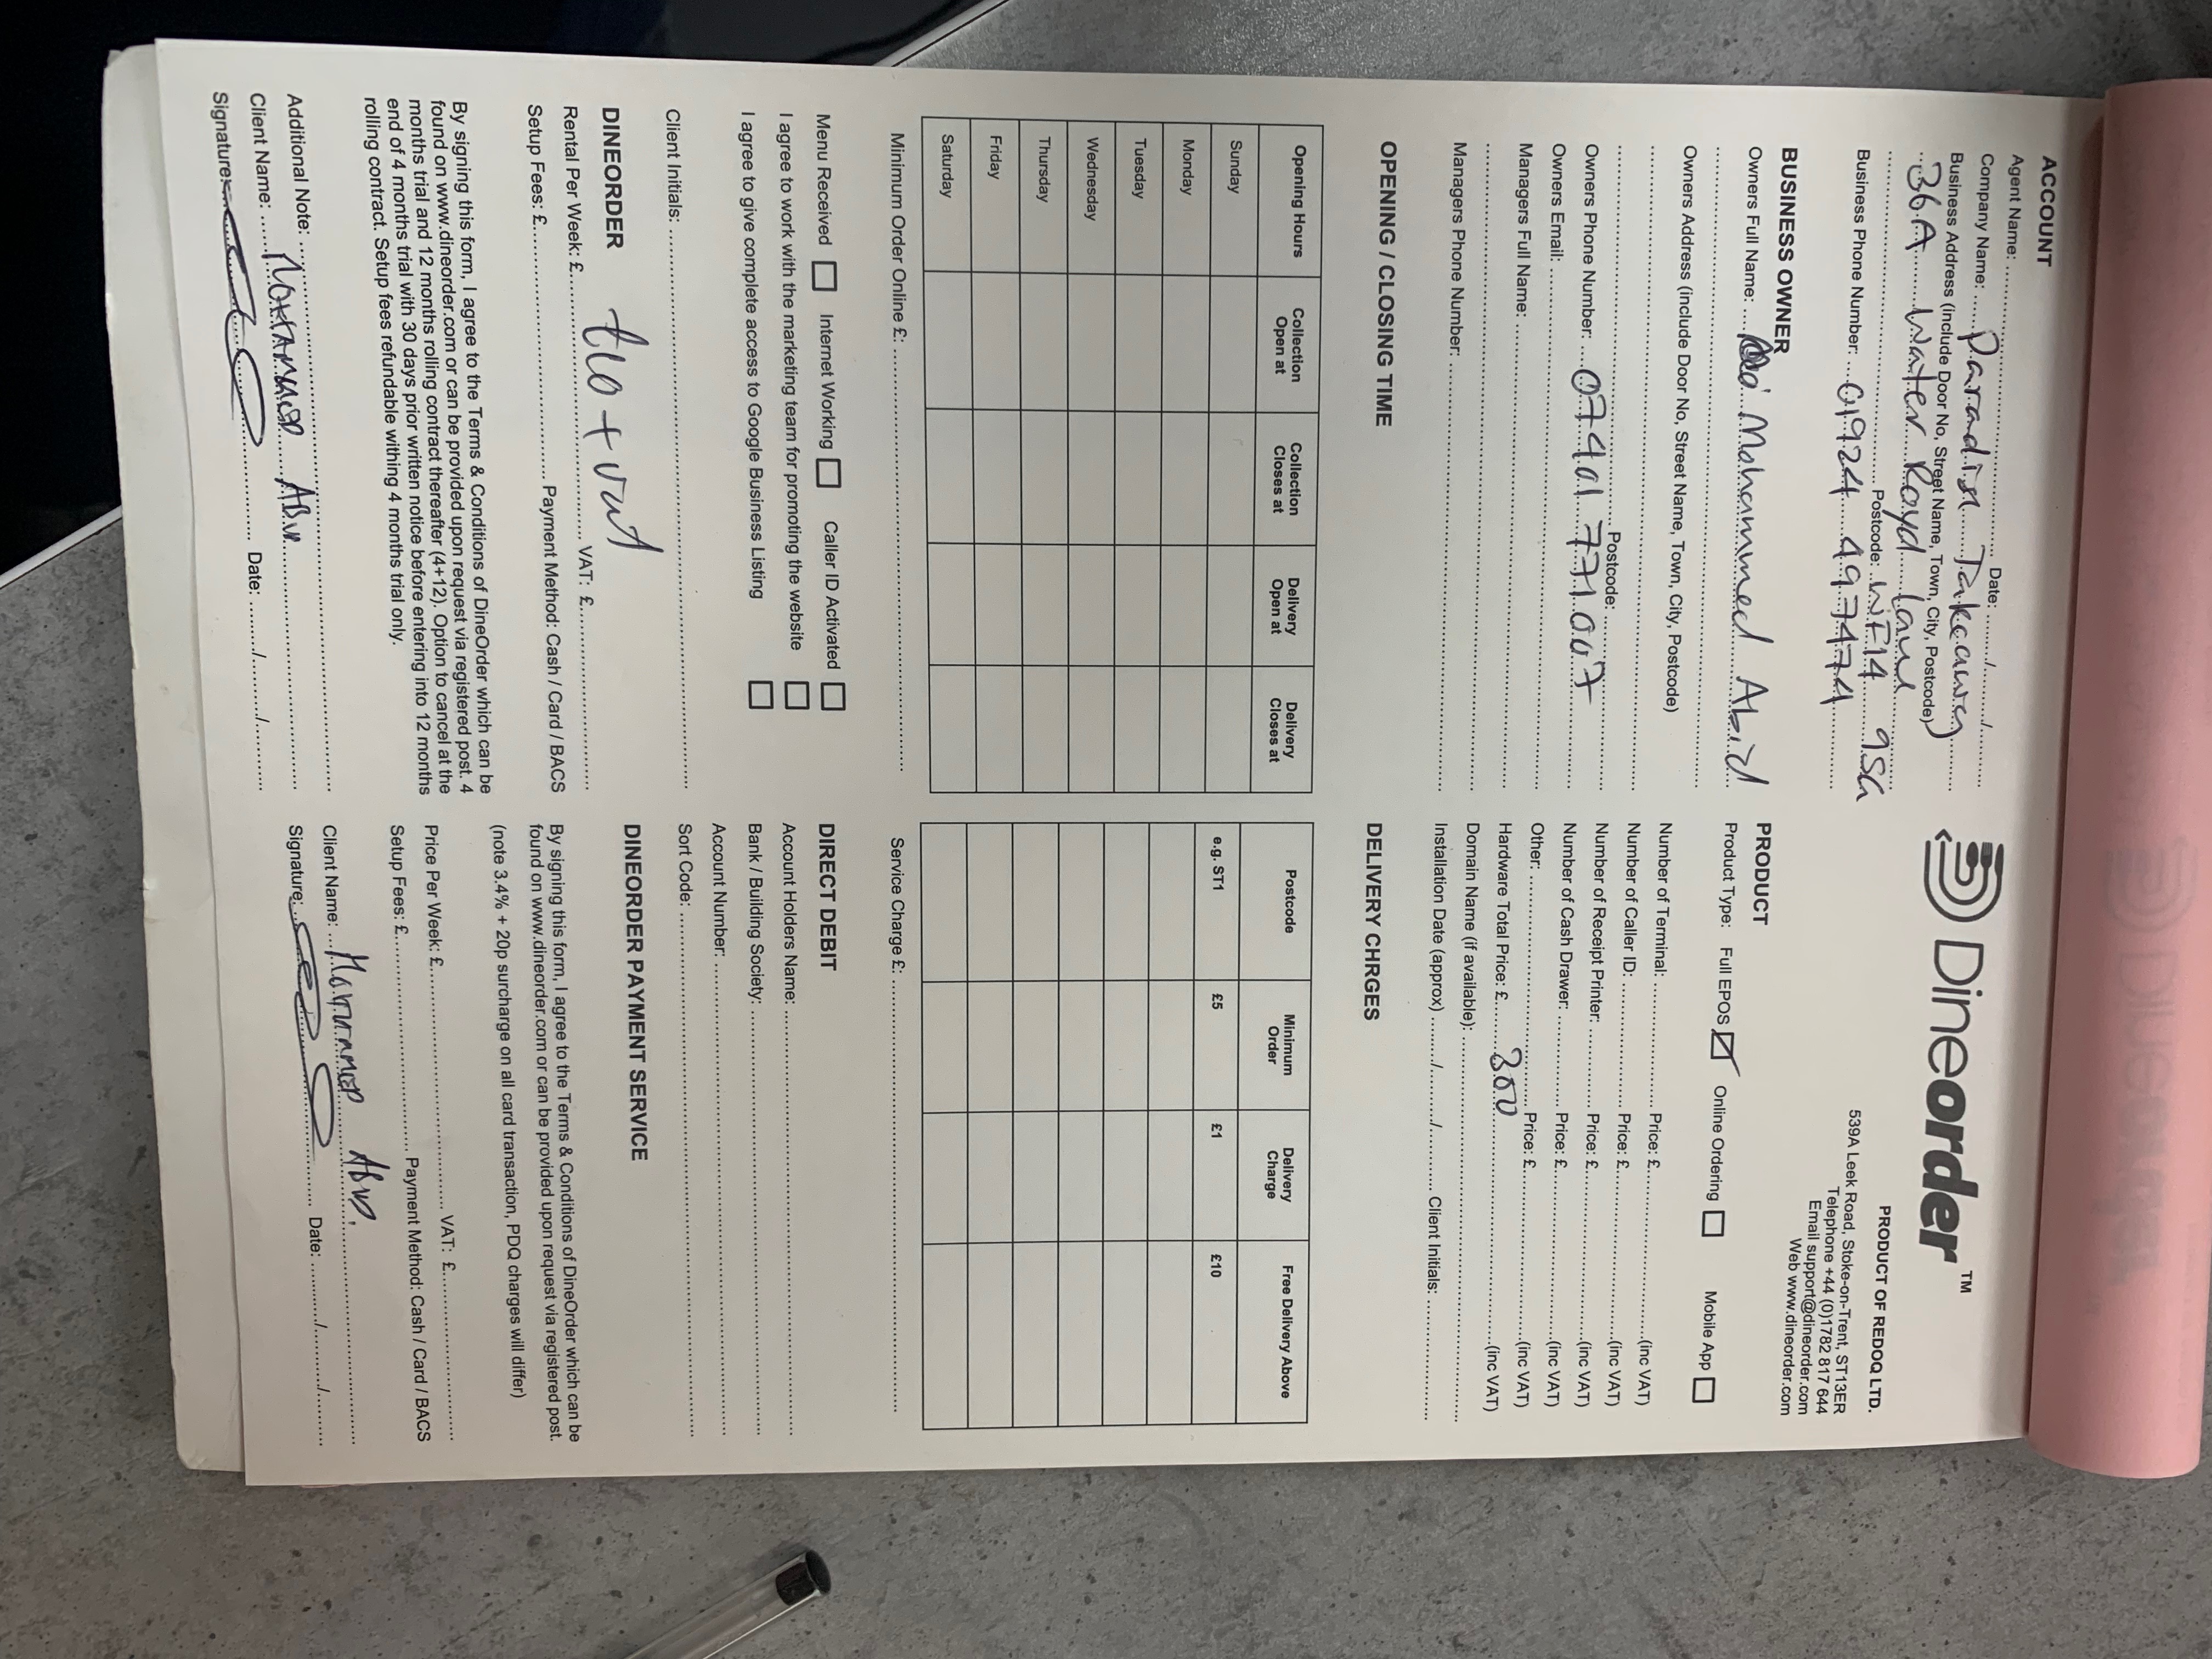 ACCOUNT
Agent Name: ........ Date: ....../....../......
Company Name: Paradise Takeaway
Business Address (include Door No, Street Name, Town, City, Postcode)
36A Water Royd Lane
Postcode: WF14 9SG
Business Phone Number: 01924 497474
BUSINESS OWNER
Owners Full Name: Mohammed Abid
Owners Address (include Door No, Street Name, Town, City, Postcode)
Postcode:
Owners Phone Number: 07401 771007
Owners Email:
Managers Full Name:
Managers Phone Number:
Dineorder TM
PRODUCT OF REDOQ LTD.
539A Leek Road, Stoke-on-Trent, ST13ER
Telephone +44 (0)1782 817 644
Email support@dineorder.com
Web www.dineorder.com
PRODUCT
Product Type: Full EPOS ☑ Online Ordering ☐ Mobile App ☐
Number of Terminal: ........ Price: £........(inc VAT)
Number of Caller ID: ........ Price: £........(inc VAT)
Number of Receipt Printer: ........ Price: £........(inc VAT)
Number of Cash Drawer: ........ Price: £........(inc VAT)
Other: ........ Price: £........(inc VAT)
Hardware Total Price: £ 300 (inc VAT)
Domain Name (if available):
Installation Date (approx) ....../....../...... Client Initials:
OPENING / CLOSING TIME
Opening Hours Collection Open at Collection Closes at Delivery Open at Delivery Closes at
Sunday
Monday
Tuesday
Wednesday
Thursday
Friday
Saturday
Minimum Order Online £:
DELIVERY CHRGES
Postcode Minimum Order Delivery Charge Free Delivery Above
e.g. ST1 £5 £1 £10
Service Charge £:
Menu Received ☐ Internet Working ☐ Caller ID Activated ☐
I agree to work with the marketing team for promoting the website ☐
I agree to give complete access to Google Business Listing ☐
Client Initials:
DINEORDER
£10 + vat
Rental Per Week: £........ VAT: £........
Setup Fees: £........ Payment Method: Cash / Card / BACS
By signing this form, I agree to the Terms & Conditions of DineOrder which can be
found on www.dineorder.com or can be provided upon request via registered post. 4
months trial and 12 months rolling contract thereafter (4+12). Option to cancel at the
end of 4 months trial with 30 days prior written notice before entering into 12 months
rolling contract. Setup fees refundable withing 4 months trial only.
Additional Note:
Client Name: MOHAMMED ABID
Signature: Date: ....../....../......
DIRECT DEBIT
Account Holders Name:
Bank / Building Society:
Account Number:
Sort Code:
DINEORDER PAYMENT SERVICE
By signing this form, I agree to the Terms & Conditions of DineOrder which can be
found on www.dineorder.com or can be provided upon request via registered post.
(note 3.4% + 20p surcharge on all card transaction, PDQ charges will differ)
Price Per Week: £........ VAT: £........
Setup Fees: £........ Payment Method: Cash / Card / BACS
Client Name: MOHAMMED ABID.
Signature: Date: ....../....../......